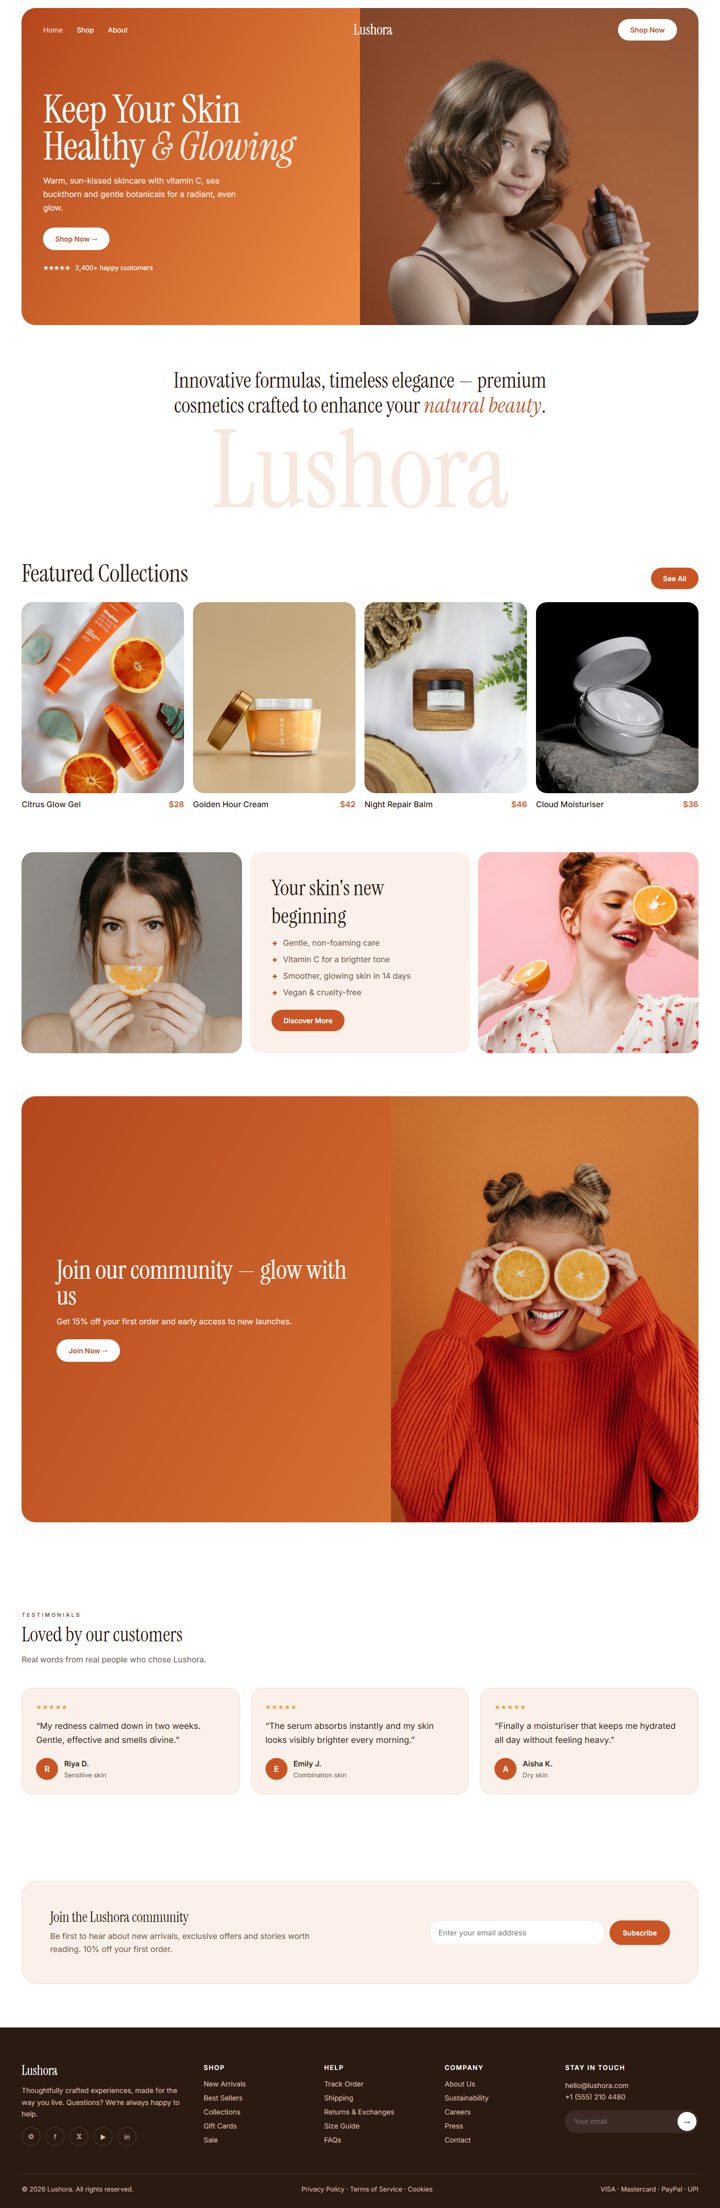 Home Shop About
Lushora
Shop Now
Keep Your Skin
Healthy & Glowing
Warm, sun-kissed skincare with vitamin C, sea
buckthorn and gentle botanicals for a radiant, even
glow.
Shop Now →
★★★★★ 2,400+ happy customers
Innovative formulas, timeless elegance — premium
cosmetics crafted to enhance your natural beauty.
Lushora
Featured Collections
See All
Citrus Glow Gel $28
Golden Hour Cream $42
Night Repair Balm $46
Cloud Moisturiser $36
Your skin's new
beginning
✦ Gentle, non-foaming care
✦ Vitamin C for a brighter tone
✦ Smoother, glowing skin in 14 days
✦ Vegan & cruelty-free
Discover More
Join our community — glow with
us
Get 15% off your first order and early access to new launches.
Join Now →
TESTIMONIALS
Loved by our customers
Real words from real people who chose Lushora.
★★★★★
“My redness calmed down in two weeks.
Gentle, effective and smells divine.”
R
Riya D.
Sensitive skin
★★★★★
“The serum absorbs instantly and my skin
looks visibly brighter every morning.”
E
Emily J.
Combination skin
★★★★★
“Finally a moisturiser that keeps me hydrated
all day without feeling heavy.”
A
Aisha K.
Dry skin
Join the Lushora community
Be first to hear about new arrivals, exclusive offers and stories worth
reading. 10% off your first order.
Enter your email address
Subscribe
Lushora
Thoughtfully crafted experiences, made for the
way you live. Questions? We're always happy to
help.
f 𝕏 ▶ in
SHOP
New Arrivals
Best Sellers
Collections
Gift Cards
Sale
HELP
Track Order
Shipping
Returns & Exchanges
Size Guide
FAQs
COMPANY
About Us
Sustainability
Careers
Press
Contact
STAY IN TOUCH
hello@lushora.com
+1 (555) 210 4480
Your email
→
© 2026 Lushora. All rights reserved.
Privacy Policy · Terms of Service · Cookies
VISA · Mastercard · PayPal · UPI